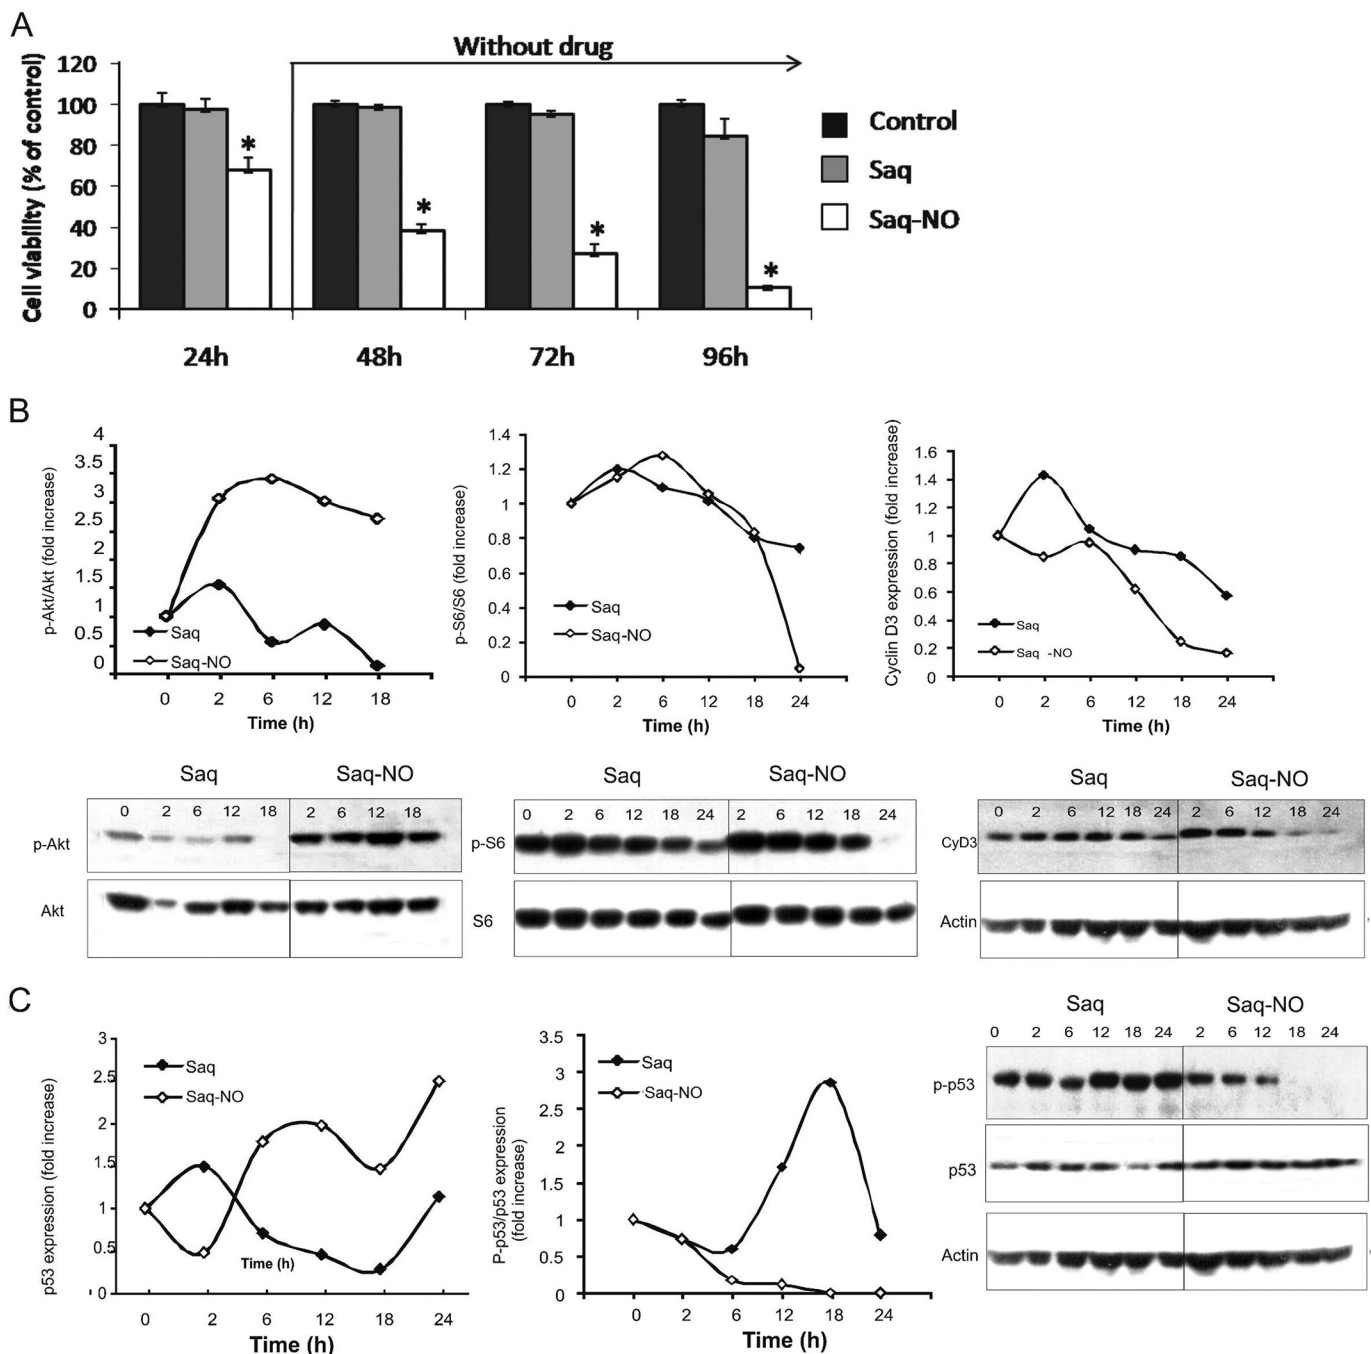 A
Without drug
Cell viability (% of control)
120
100
80
60
40
20
0
*
*
*
*
24h
48h
72h
96h
Control
Saq
Saq-NO
B
p-Akt/Akt (fold increase)
4
3.5
3
2.5
2
1
0.5
0
Saq
Saq-NO
0 2 6 12 18
Time (h)
p-S6/S6 (fold increase)
1.4
1.2
1
0.8
0.6
0.4
0.2
0
Saq
Saq-NO
0 2 6 12 18 24
Time (h)
Cyclin D3 expression (fold increase)
1.6
1.4
1.2
1
0.8
0.6
0.4
0.2
0
Saq
Saq -NO
0 2 6 12 18 24
Time (h)
Saq Saq-NO
0 2 6 12 18 2 6 12 18
p-Akt
Akt
Saq Saq-NO
0 2 6 12 18 24 2 6 12 18 24
p-S6
S6
Saq Saq-NO
0 2 6 12 18 24 2 6 12 18 24
CyD3
Actin
C
p53 expression (fold increase)
3
2.5
2
1.5
1
0.5
0
Saq
Saq-NO
Time (h)
0 2 6 12 18 24
Time (h)
P-p53/p53 expression
(fold increase)
3.5
3
2.5
2
1.5
1
0.5
0
Saq
Saq-NO
0 2 6 12 18 24
Time (h)
Saq Saq-NO
0 2 6 12 18 24 2 6 12 18 24
p-p53
p53
Actin